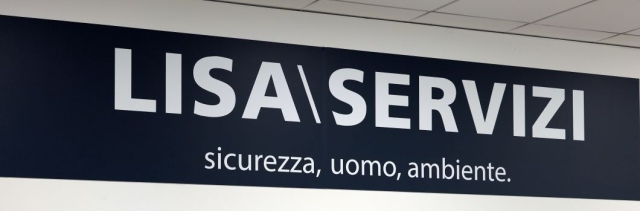 LISA\SERVIZI
sicurezza, uomo, ambiente.